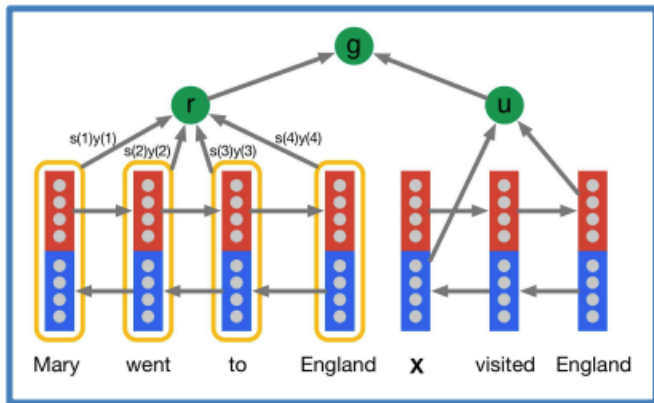 g
r
u
s(1)y(1)
s(2)y(2)
s(3)y(3)
s(4)y(4)
Mary went to England X visited England